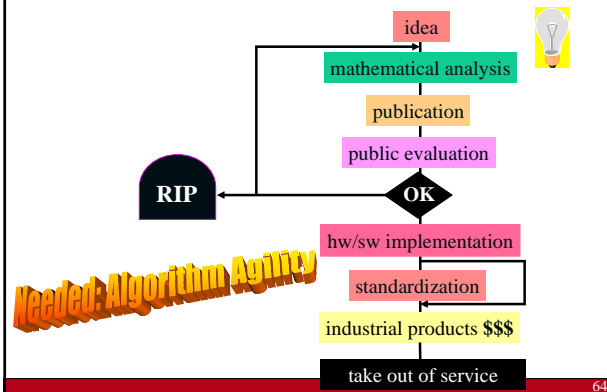 idea
mathematical analysis
publication
public evaluation
RIP
OK
hw/sw implementation
Needed: Algorithm Agility
standardization
industrial products $$$
take out of service
64